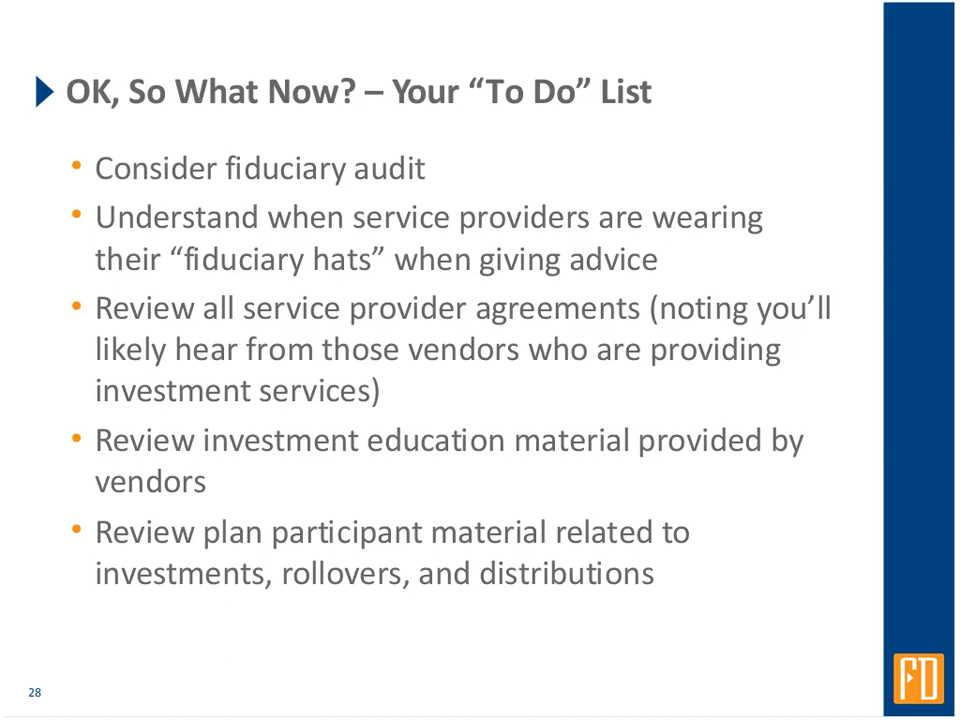 OK, So What Now? – Your “To Do” List
• Consider fiduciary audit
• Understand when service providers are wearing
their “fiduciary hats” when giving advice
• Review all service provider agreements (noting you’ll
likely hear from those vendors who are providing
investment services)
• Review investment education material provided by
vendors
• Review plan participant material related to
investments, rollovers, and distributions
28
FD